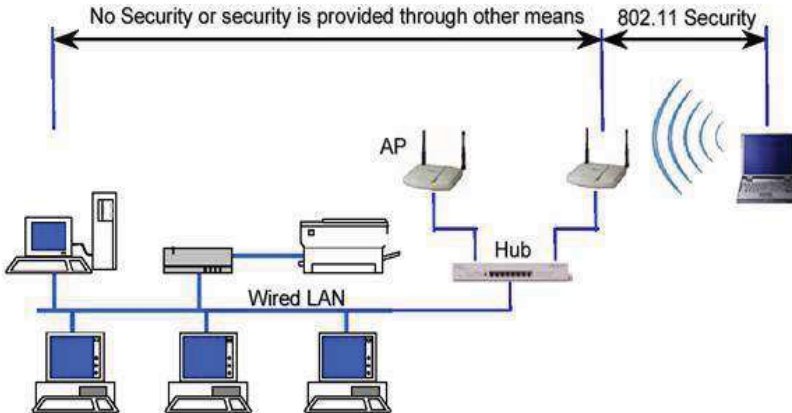 No Security or security is provided through other means
802.11 Security
AP
Hub
Wired LAN